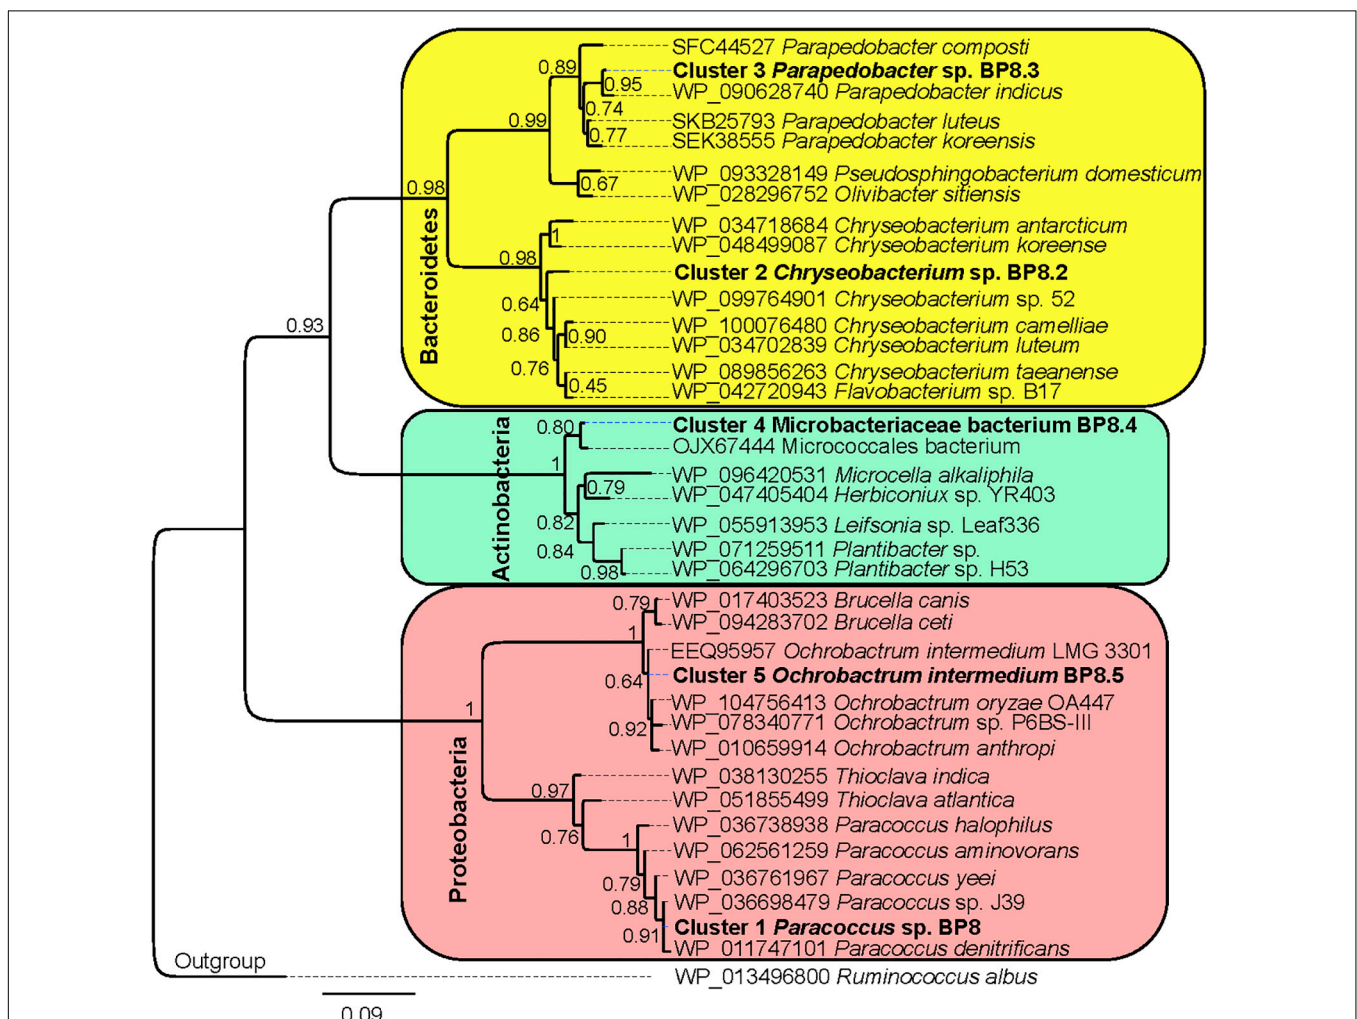 SFC44527 Parapedobacter composti
0.89
Cluster 3 Parapedobacter sp. BP8.3
0.95
WP_090628740 Parapedobacter indicus
0.74
0.99
SKB25793 Parapedobacter luteus
0.77
SEK38555 Parapedobacter koreensis
WP_093328149 Pseudosphingobacterium domesticum
0.67
0.98
WP_028296752 Olivibacter sitiensis
Bacteroidetes
WP_034718684 Chryseobacterium antarcticum
1
WP_048499087 Chryseobacterium koreense
0.98
Cluster 2 Chryseobacterium sp. BP8.2
0.64
WP_099764901 Chryseobacterium sp. 52
0.93
WP_100076480 Chryseobacterium camelliae
0.86
0.90
WP_034702839 Chryseobacterium luteum
0.76
WP_089856263 Chryseobacterium taeanense
0.45
WP_042720943 Flavobacterium sp. B17
Cluster 4 Microbacteriaceae bacterium BP8.4
0.80
OJX67444 Micrococcales bacterium
Actinobacteria
1
WP_096420531 Microcella alkaliphila
0.79
WP_047405404 Herbiconiux sp. YR403
0.82
WP_055913953 Leifsonia sp. Leaf336
0.84
WP_071259511 Plantibacter sp.
0.98
WP_064296703 Plantibacter sp. H53
0.79
WP_017403523 Brucella canis
WP_094283702 Brucella ceti
1
EEQ95957 Ochrobactrum intermedium LMG 3301
0.64
Cluster 5 Ochrobactrum intermedium BP8.5
WP_104756413 Ochrobactrum oryzae OA447
1
WP_078340771 Ochrobactrum sp. P6BS-III
0.92
WP_010659914 Ochrobactrum anthropi
Proteobacteria
WP_038130255 Thioclava indica
0.97
WP_051855499 Thioclava atlantica
WP_036738938 Paracoccus halophilus
0.76
1
WP_062561259 Paracoccus aminovorans
WP_036761967 Paracoccus yeei
0.79
WP_036698479 Paracoccus sp. J39
0.88
Cluster 1 Paracoccus sp. BP8
0.91
WP_011747101 Paracoccus denitrificans
Outgroup
WP_013496800 Ruminococcus albus
0.09